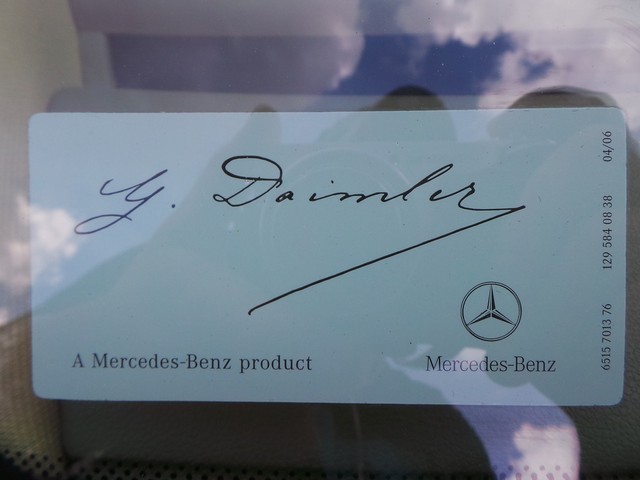 G. Daimler
A Mercedes-Benz product
Mercedes-Benz
6515 7013 76 129 584 08 38 04/06